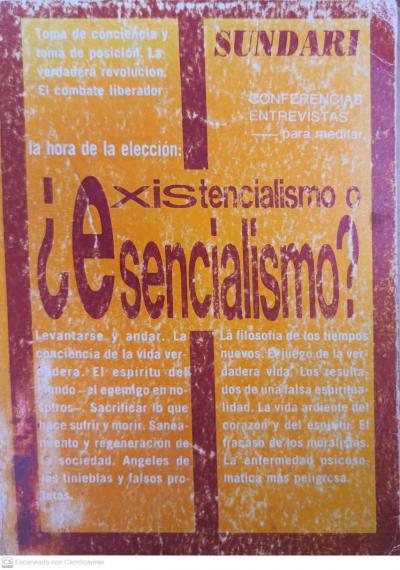 Toma de conciencia y
toma de posición. La
verdadera revolución.
El combate liberador
SUNDARI
CONFERENCIAS
ENTREVISTAS
— para meditar
la hora de la elección:
¿existencialismo o
esencialismo?
Levantarse y andar. La
conciencia de la vida ver-
dadera. El espíritu del
mundo —el enemigo en no-
sotros—. Sacrificar lo que
hace sufrir y morir. Sanea-
miento y regeneración de
la sociedad. Angeles de
las tinieblas y falsos pro-
fetas.
La filosofía de los tiempos
nuevos. El juego de la ver-
dadera vida. Los resulta-
dos de una falsa espiritua-
lidad. La vida ardiente del
corazón y del espíritu. El
fracaso de los moralistas.
La enfermedad psicoso-
mática más peligrosa.
CS Escaneado con CamScanner